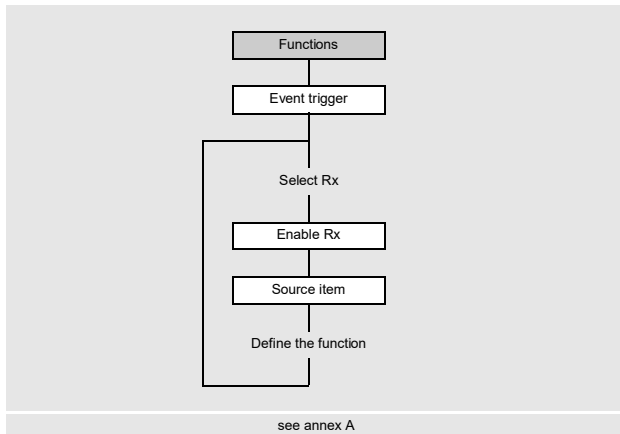 Functions
Event trigger
Select Rx
Enable Rx
Source item
Define the function
see annex A